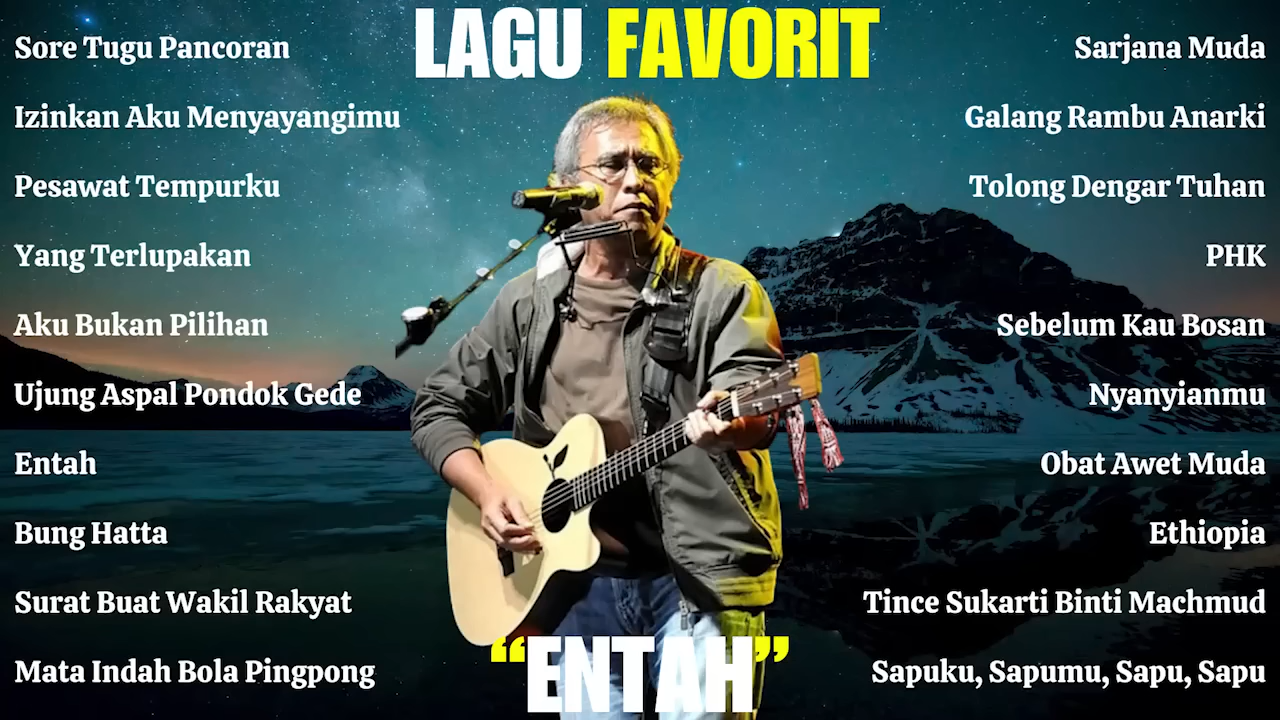 LAGU FAVORIT
Sore Tugu Pancoran
Izinkan Aku Menyayangimu
Pesawat Tempurku
Yang Terlupakan
Aku Bukan Pilihan
Ujung Aspal Pondok Gede
Entah
Bung Hatta
Surat Buat Wakil Rakyat
Mata Indah Bola Pingpong
Sarjana Muda
Galang Rambu Anarki
Tolong Dengar Tuhan
PHK
Sebelum Kau Bosan
Nyanyianmu
Obat Awet Muda
Ethiopia
Tince Sukarti Binti Machmud
Sapuku, Sapumu, Sapu, Sapu
“ENTAH”